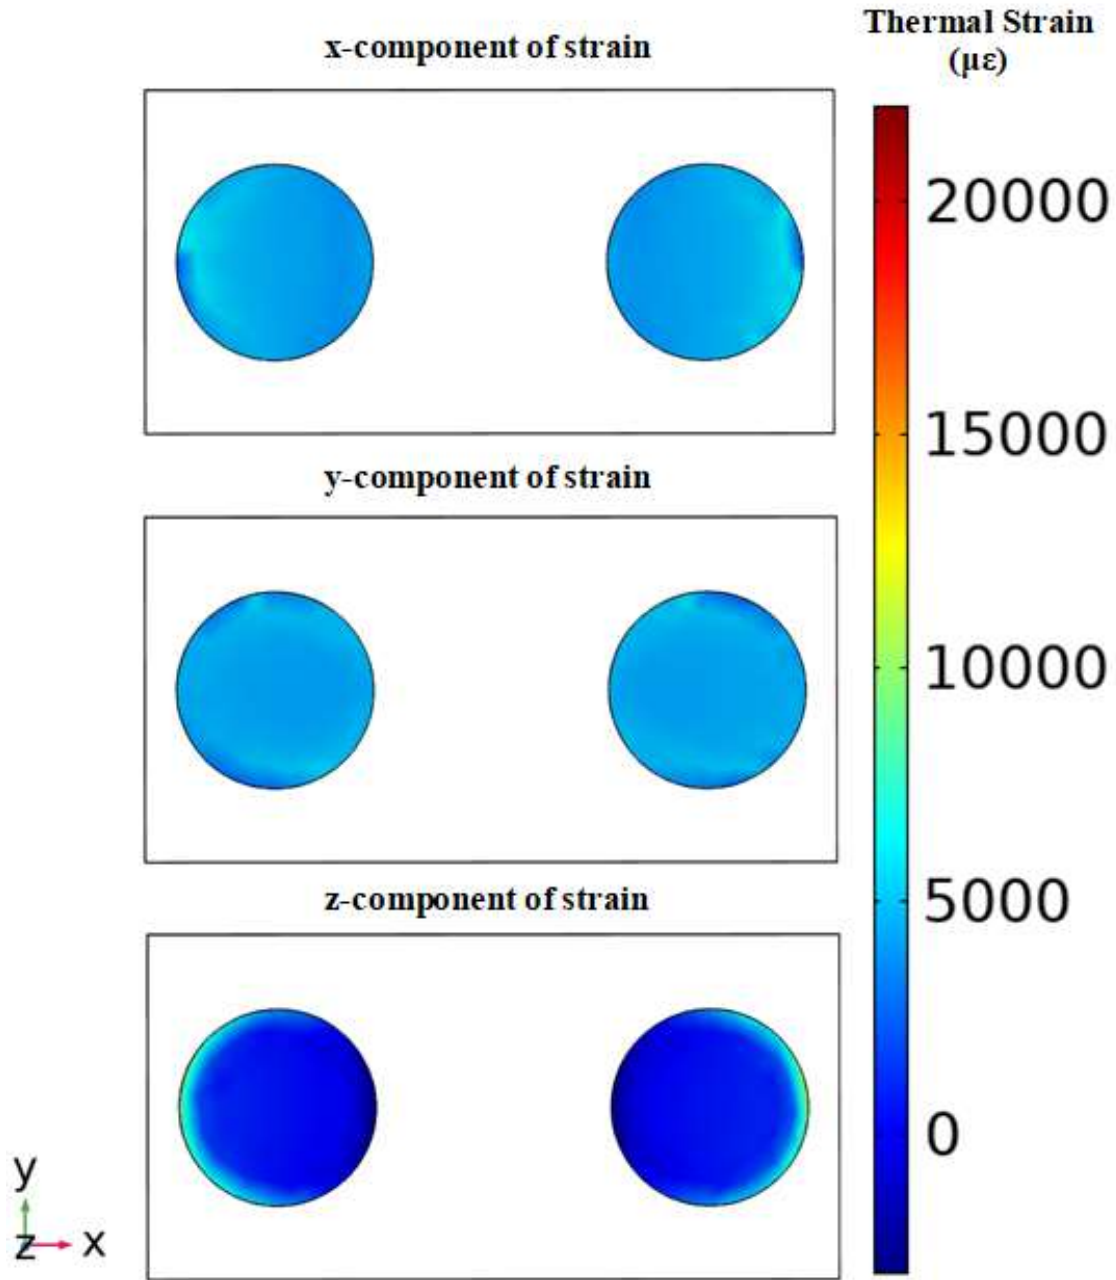 Thermal Strain
(με)
x-component of strain
20000
15000
y-component of strain
10000
5000
z-component of strain
0
y
z x